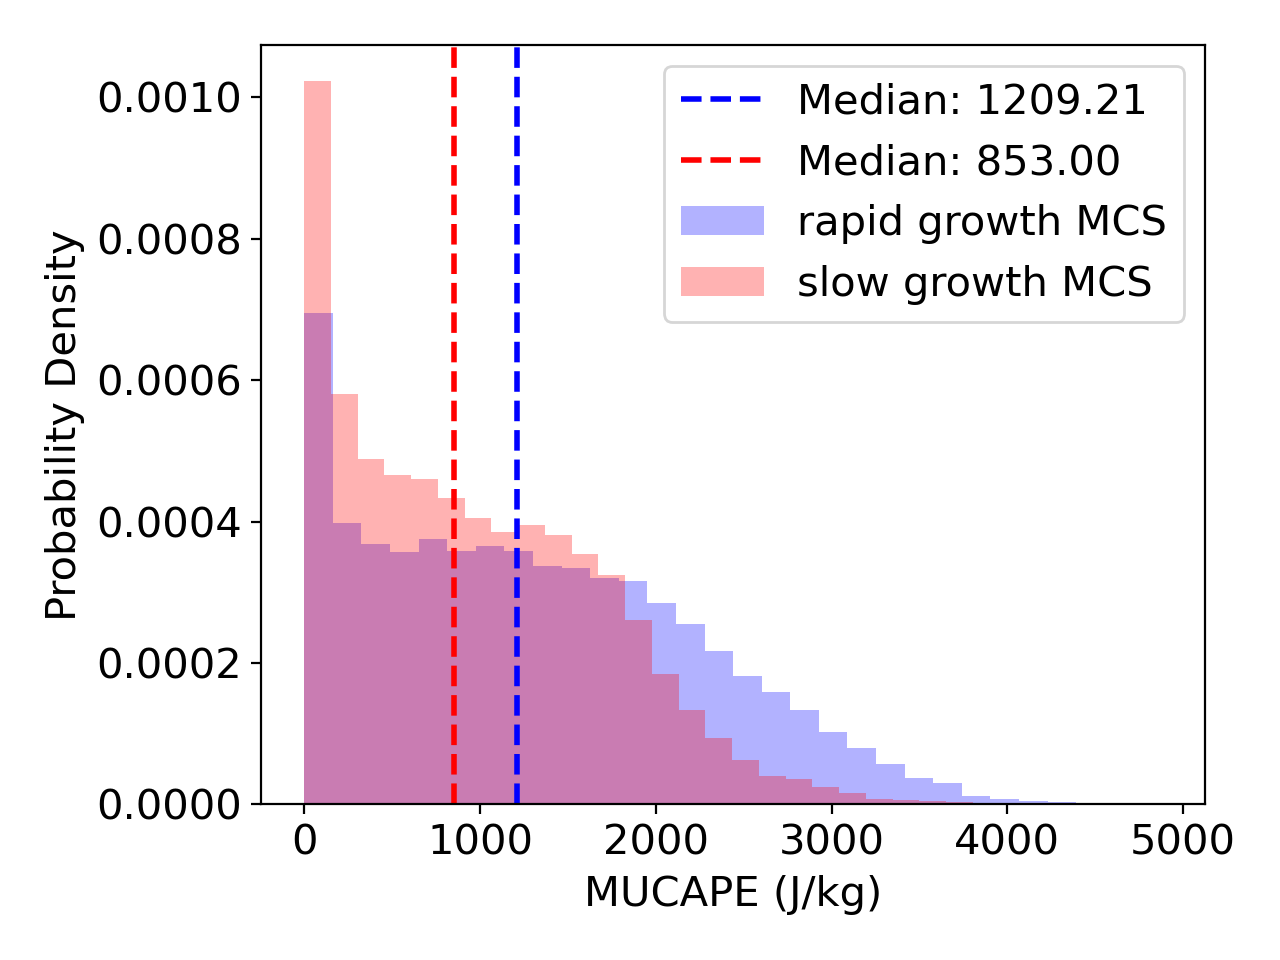 Median: 1209.21
Median: 853.00
rapid growth MCS
slow growth MCS
Probability Density
0.0010
0.0008
0.0006
0.0004
0.0002
0.0000
0 1000 2000 3000 4000 5000
MUCAPE (J/kg)